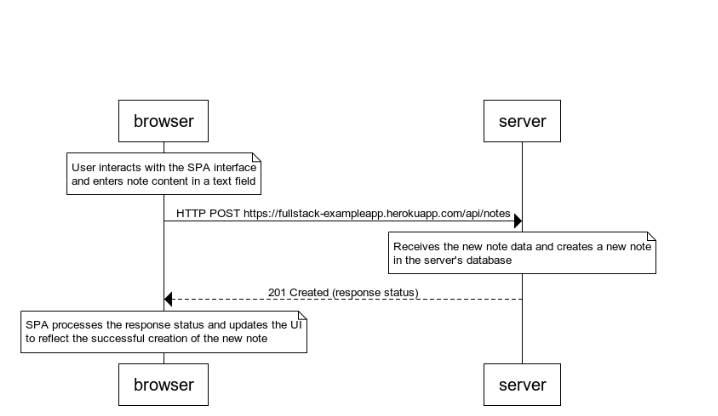 browser
server
User interacts with the SPA interface
and enters note content in a text field
HTTP POST https://fullstack-exampleapp.herokuapp.com/api/notes
Receives the new note data and creates a new note
in the server's database
201 Created (response status)
SPA processes the response status and updates the UI
to reflect the successful creation of the new note
browser
server